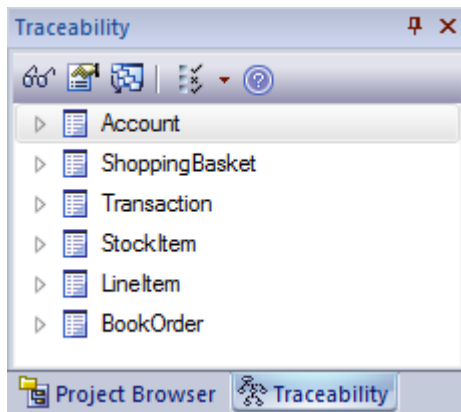 Traceability
Account
ShoppingBasket
Transaction
StockItem
LineItem
BookOrder
Project Browser Traceability